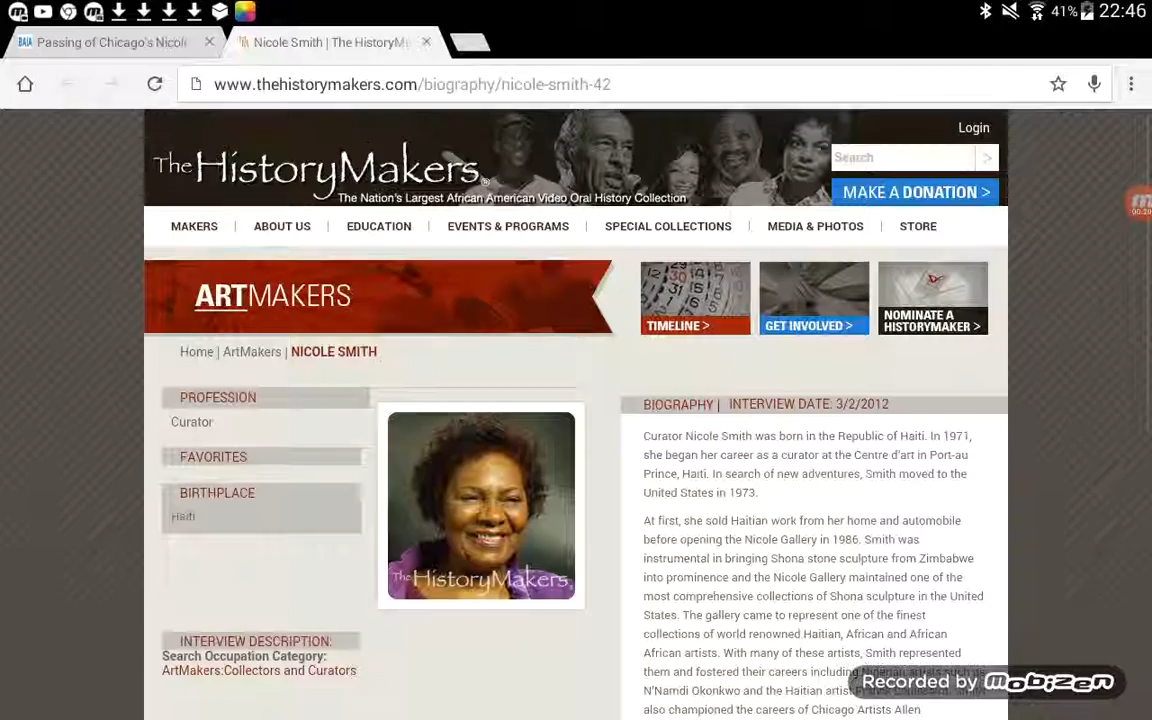 41% 22:46
BAIA Passing of Chicago's Nicol
Nicole Smith | The HistoryM
www.thehistorymakers.com/biography/nicole-smith-42
Login
The HistoryMakers
The Nation's Largest African American Video Oral History Collection
Search >
MAKE A DONATION >
MAKERS | ABOUT US | EDUCATION | EVENTS & PROGRAMS | SPECIAL COLLECTIONS | MEDIA & PHOTOS | STORE
ARTMAKERS
TIMELINE >
GET INVOLVED >
NOMINATE A
HISTORYMAKER >
Home | ArtMakers | NICOLE SMITH
PROFESSION
Curator
FAVORITES
BIRTHPLACE
Haiti
The HistoryMakers
INTERVIEW DESCRIPTION:
Search Occupation Category:
ArtMakers:Collectors and Curators
BIOGRAPHY | INTERVIEW DATE: 3/2/2012
Curator Nicole Smith was born in the Republic of Haiti. In 1971,
she began her career as a curator at the Centre d'art in Port-au
Prince, Haiti. In search of new adventures, Smith moved to the
United States in 1973.
At first, she sold Haitian work from her home and automobile
before opening the Nicole Gallery in 1986. Smith was
instrumental in bringing Shona stone sculpture from Zimbabwe
into prominence and the Nicole Gallery maintained one of the
most comprehensive collections of Shona sculpture in the United
States. The gallery came to represent one of the finest
collections of world renowned Haitian, African and African
African artists. With many of these artists, Smith represented
them and fostered their careers including Nigerian artists such as
N'Namdi Okonkwo and the Haitian artist
also championed the careers of Chicago Artists Allen
Recorded by mobizen